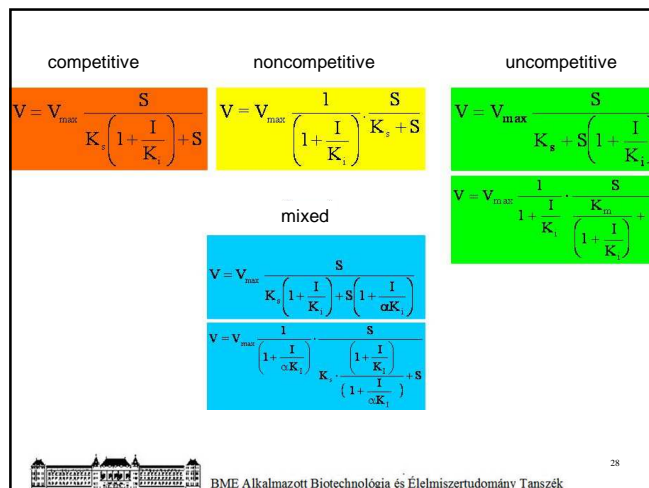 competitive noncompetitive uncompetitive
V = V_max S / (K_s(1 + I/K_i) + S)
V = V_max 1/(1 + I/K_i) · S/(K_s + S)
V = V_max S / (K_s + S(1 + I/K_i
V = V_max 1/(1 + I/K_i) · S / (K_m/(1 + I/K_i) +
mixed
V = V_max S / (K_s(1 + I/K_i) + S(1 + I/αK_i))
V = V_max 1/(1 + I/αK_I) · S / (K_s · (1 + I/K_I)/(1 + I/αK_I) + S)
28
BME Alkalmazott Biotechnológia és Élelmiszertudomány Tanszék